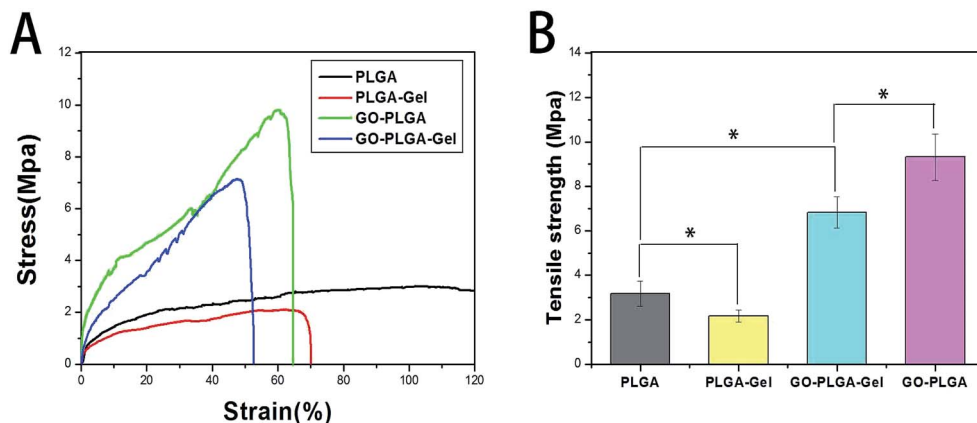 A
Stress(Mpa)
12
10
8
6
4
2
0
0 20 40 60 80 100 120
Strain(%)
PLGA
PLGA-Gel
GO-PLGA
GO-PLGA-Gel
B
Tensile strength (Mpa)
14
12
10
8
6
4
2
0
*
*
*
PLGA PLGA-Gel GO-PLGA-Gel GO-PLGA